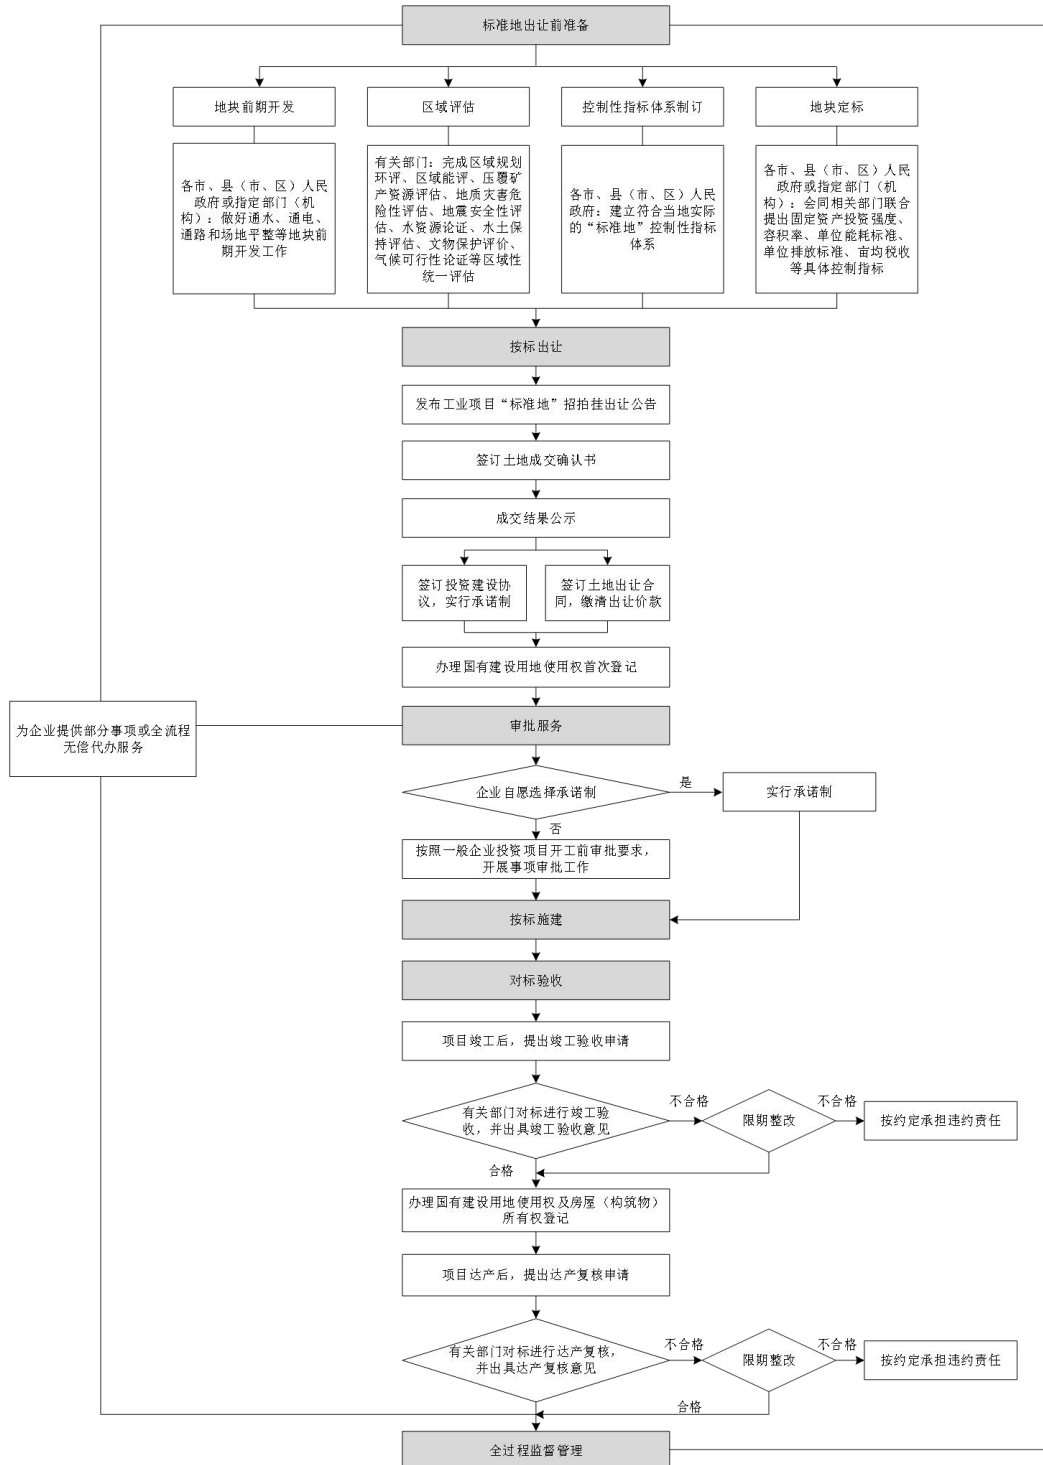 标准地出让前准备
地块前期开发
区域评估
控制性指标体系制订
地块定标
各市、县（市、区）人民
政府或指定部门（机
构）：做好通水、通电、
通路和场地平整等地块前
期开发工作
有关部门：完成区域规划
环评、区域能评、压覆矿
产资源评估、地质灾害危
险性评估、地震安全性评
估、水资源论证、水土保
持评估、文物保护评价、
气候可行性论证等区域性
统一评估
各市、县（市、区）人民
政府：建立符合当地实际
的“标准地”控制性指标
体系
各市、县（市、区）人民
政府或指定部门（机
构）：会同相关部门联合
提出固定资产投资强度、
容积率、单位能耗标准、
单位排放标准、亩均税收
等具体控制指标
按标出让
发布工业项目“标准地”招拍挂出让公告
签订土地成交确认书
成交结果公示
签订投资建设协
议，实行承诺制
签订土地出让合
同，缴清出让价款
办理国有建设用地使用权首次登记
为企业提供部分事项或全流程
无偿代办服务
审批服务
企业自愿选择承诺制
是
实行承诺制
否
按照一般企业投资项目开工前审批要求，
开展事项审批工作
按标施建
对标验收
项目竣工后，提出竣工验收申请
有关部门对标进行竣工验
收，并出具竣工验收意见
不合格
限期整改
不合格
按约定承担违约责任
合格
办理国有建设用地使用权及房屋（构筑物）
所有权登记
项目达产后，提出达产复核申请
有关部门对标进行达产复核，
并出具达产复核意见
不合格
限期整改
不合格
按约定承担违约责任
合格
全过程监督管理